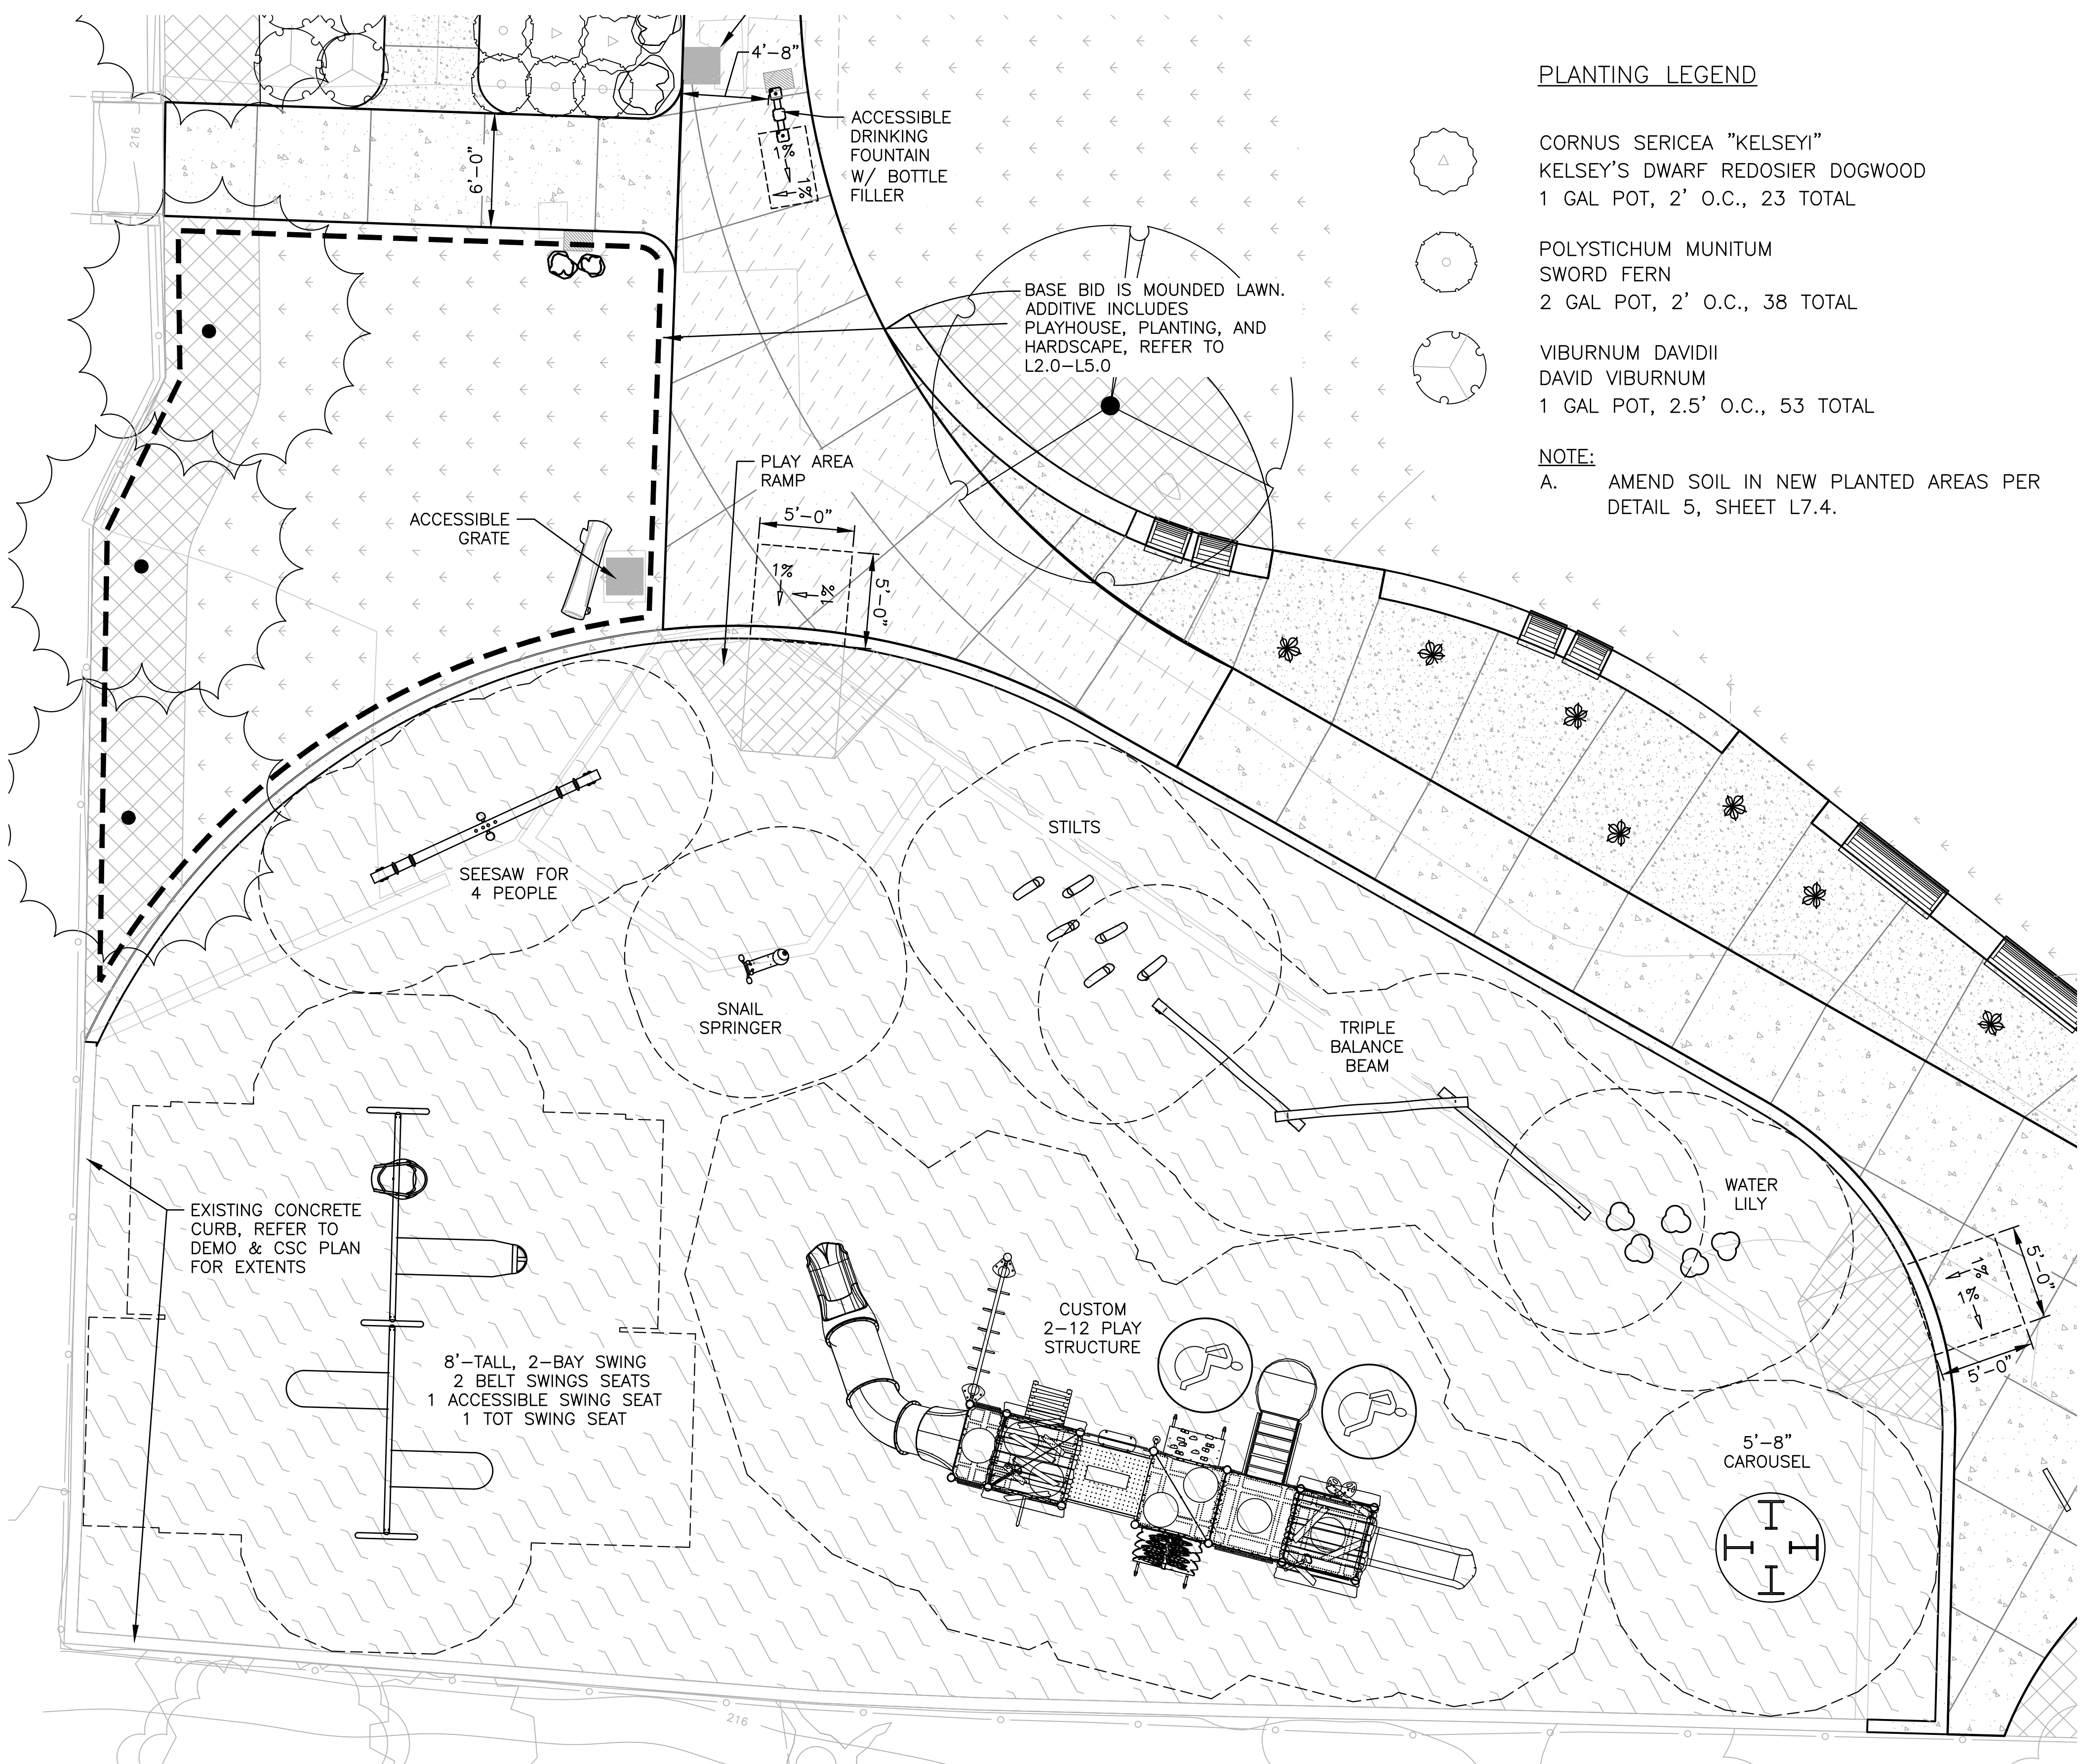 PLANTING LEGEND
CORNUS SERICEA "KELSEYI"
KELSEY'S DWARF REDOSIER DOGWOOD
1 GAL POT, 2' O.C., 23 TOTAL
POLYSTICHUM MUNITUM
SWORD FERN
2 GAL POT, 2' O.C., 38 TOTAL
VIBURNUM DAVIDII
DAVID VIBURNUM
1 GAL POT, 2.5' O.C., 53 TOTAL
NOTE:
A. AMEND SOIL IN NEW PLANTED AREAS PER
DETAIL 5, SHEET L7.4.
4'-8"
216
6'-0"
ACCESSIBLE
DRINKING
FOUNTAIN
W/ BOTTLE
FILLER
1%
1%
BASE BID IS MOUNDED LAWN.
ADDITIVE INCLUDES
PLAYHOUSE, PLANTING, AND
HARDSCAPE, REFER TO
L2.0-L5.0
PLAY AREA
RAMP
ACCESSIBLE
GRATE
5'-0"
5'-0"
1%
1%
STILTS
SEESAW FOR
4 PEOPLE
SNAIL
SPRINGER
TRIPLE
BALANCE
BEAM
WATER
LILY
EXISTING CONCRETE
CURB, REFER TO
DEMO & CSC PLAN
FOR EXTENTS
5'-0"
1%
1%
5'-0"
CUSTOM
2-12 PLAY
STRUCTURE
8'-TALL, 2-BAY SWING
2 BELT SWINGS SEATS
1 ACCESSIBLE SWING SEAT
1 TOT SWING SEAT
5'-8"
CAROUSEL
216